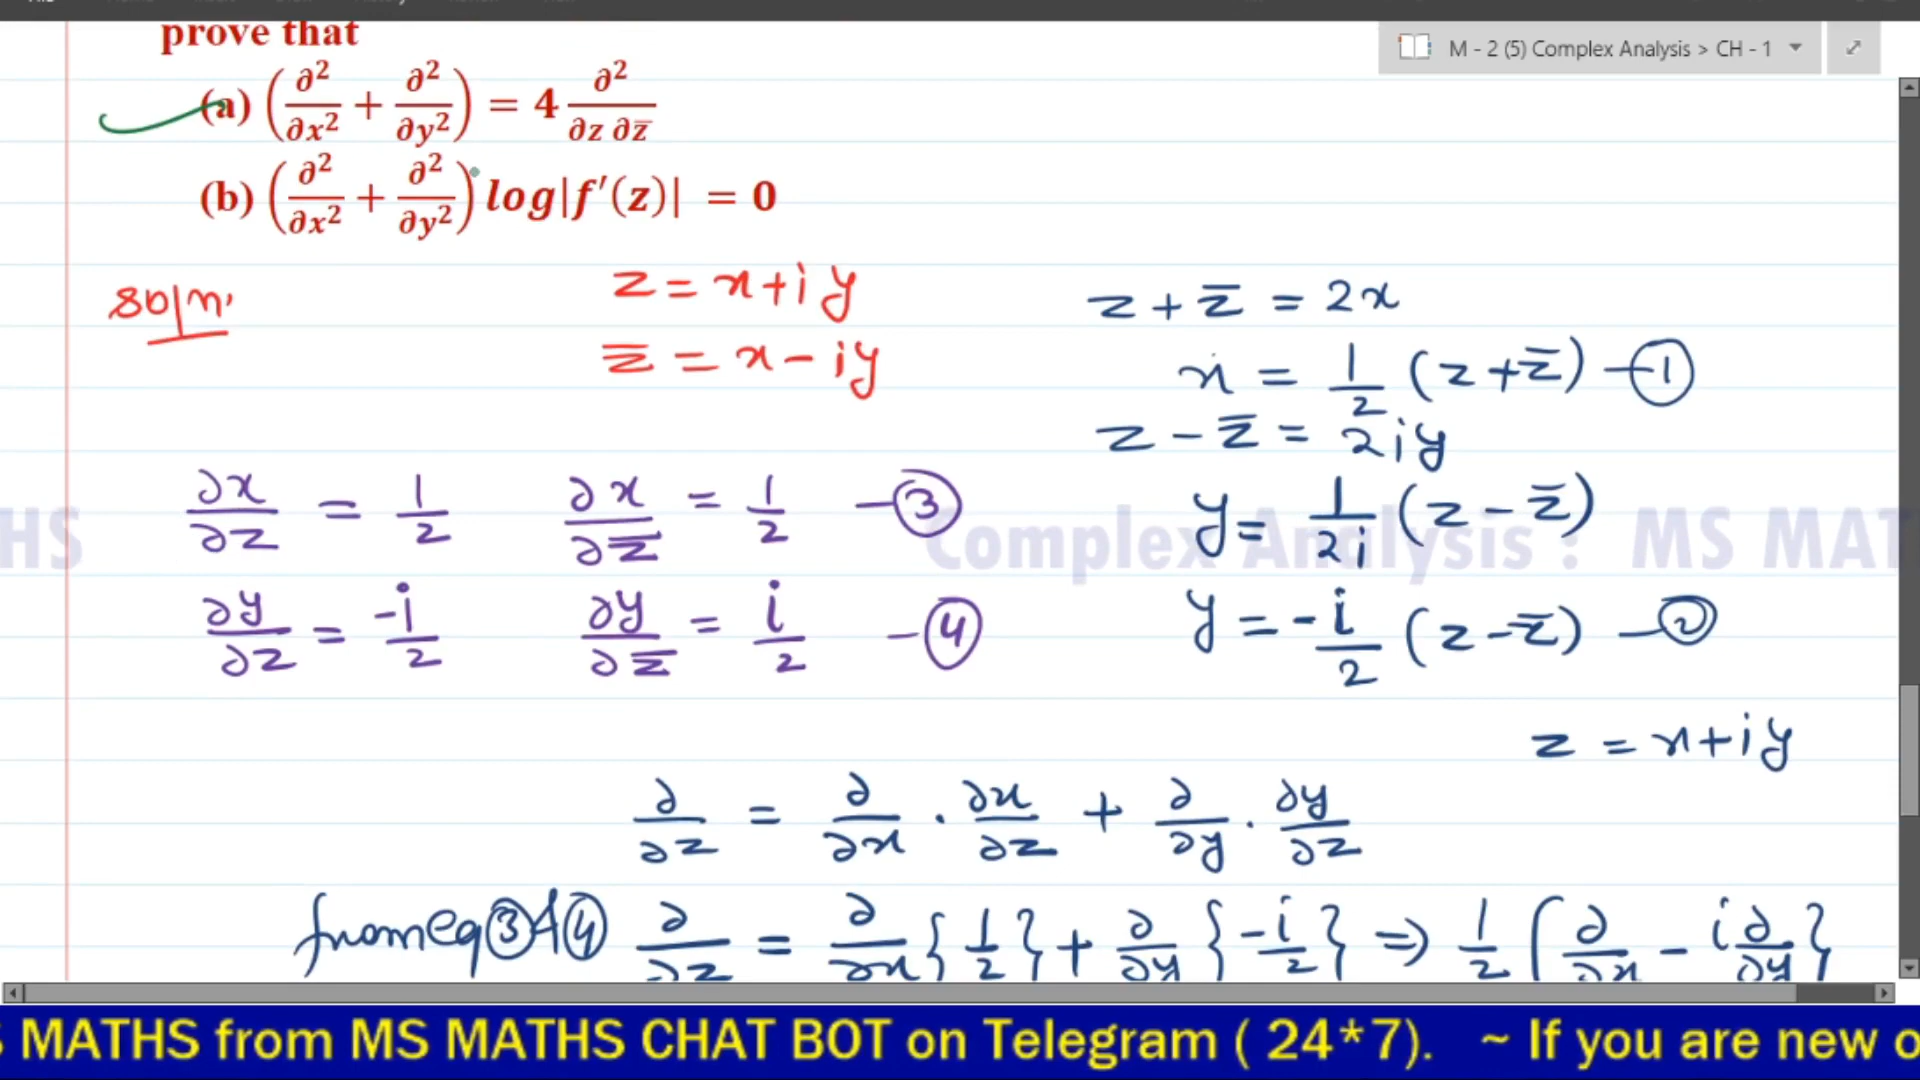 M - 2 (5) Complex Analysis > CH - 1
prove that
(a) (∂²/∂x² + ∂²/∂y²) = 4 ∂²/∂z ∂z̄
(b) (∂²/∂x² + ∂²/∂y²) log|f′(z)| = 0
Soln.
z = x + iy
z̄ = x - iy
z + z̄ = 2x
x = 1/2 (z + z̄) — ①
z - z̄ = 2iy
y = 1/2i (z - z̄)
y = -i/2 (z - z̄) — ②
∂x/∂z = 1/2   ∂x/∂z̄ = 1/2 — ③
∂y/∂z = -i/2   ∂y/∂z̄ = i/2 — ④
HS Complex Analysis : MS MAT
z = x + iy
∂/∂z = ∂/∂x · ∂x/∂z + ∂/∂y · ∂y/∂z
from eq ③ & ④ ∂/∂z = ∂/∂x {1/2} + ∂/∂y {-i/2} ⇒ 1/2 { ∂/∂x - i ∂/∂y }
MATHS from MS MATHS CHAT BOT on Telegram ( 24*7). ~ If you are new o